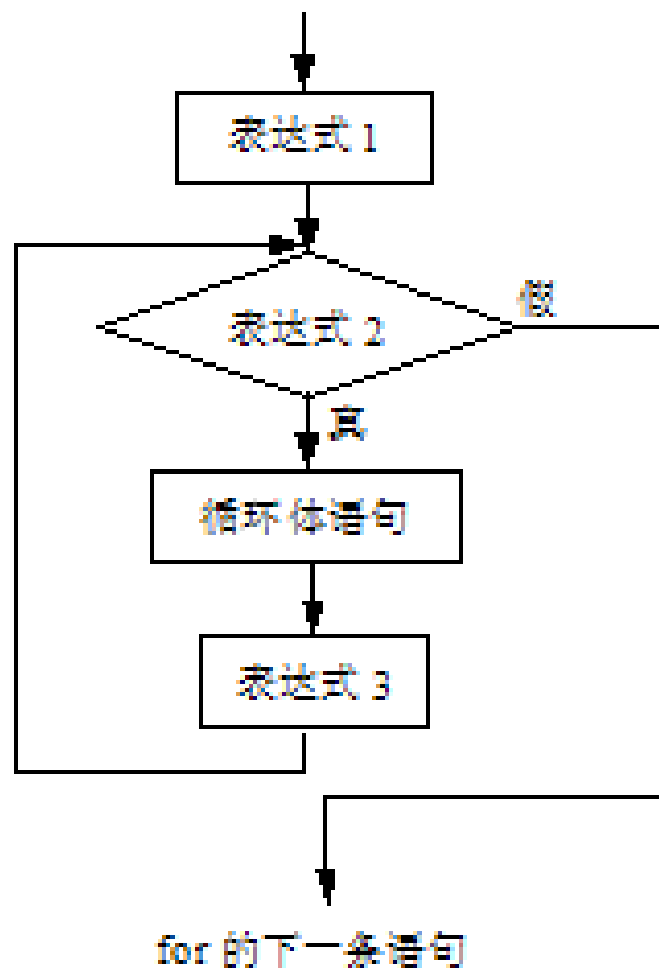 表达式 1
表达式 2
假
真
循环体语句
表达式 3
for 的下一条语句